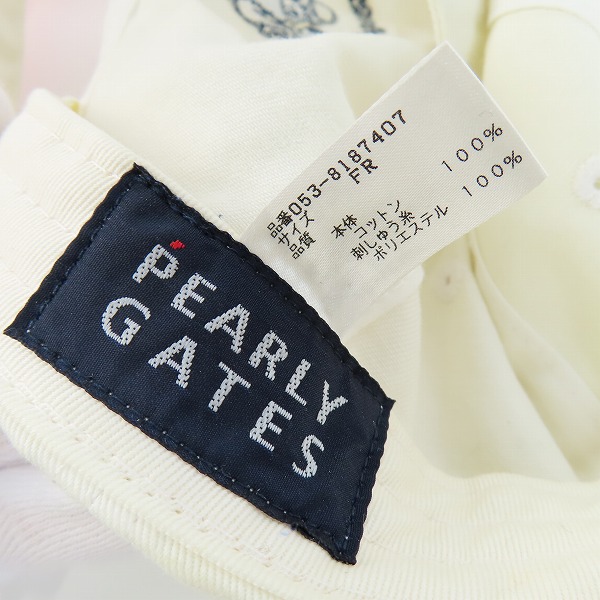 品番053-8187407
サイズ FR
品質 本体
コットン 100%
刺しゅう糸
ポリエステル 100%
PEARLY
GATES